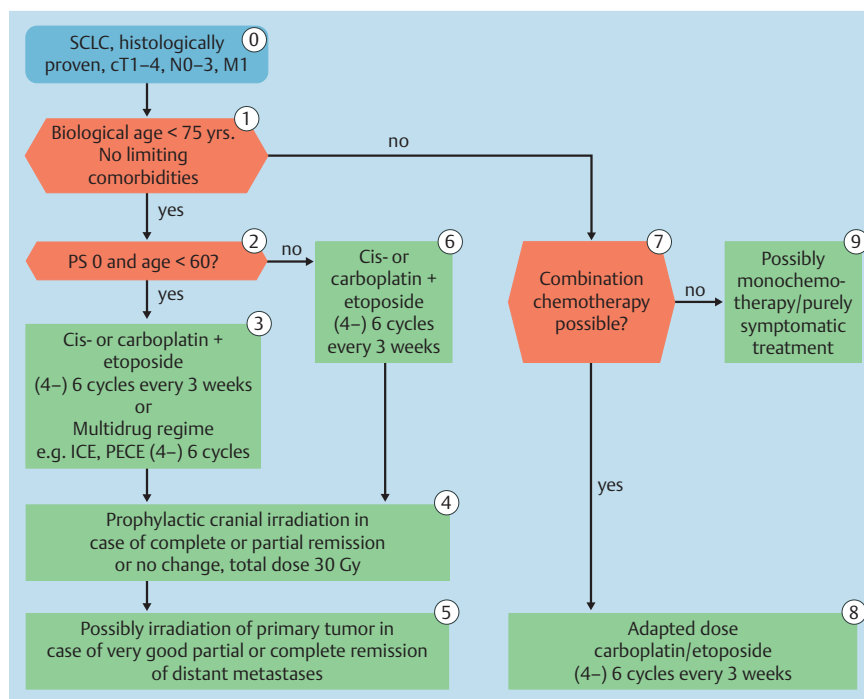 0
SCLC, histologically
proven, cT1–4, N0–3, M1
1
Biological age < 75 yrs.
No limiting
comorbidities
no
yes
2
PS 0 and age < 60?
no
yes
6
Cis- or
carboplatin +
etoposide
(4–) 6 cycles
every 3 weeks
7
Combination
chemotherapy
possible?
no
9
Possibly
monochemo-
therapy/purely
symptomatic
treatment
3
Cis- or carboplatin +
etoposide
(4–) 6 cycles every 3 weeks
or
Multidrug regime
e.g. ICE, PECE (4–) 6 cycles
yes
4
Prophylactic cranial irradiation in
case of complete or partial remission
or no change, total dose 30 Gy
5
Possibly irradiation of primary tumor in
case of very good partial or complete remission
of distant metastases
8
Adapted dose
carboplatin/etoposide
(4–) 6 cycles every 3 weeks